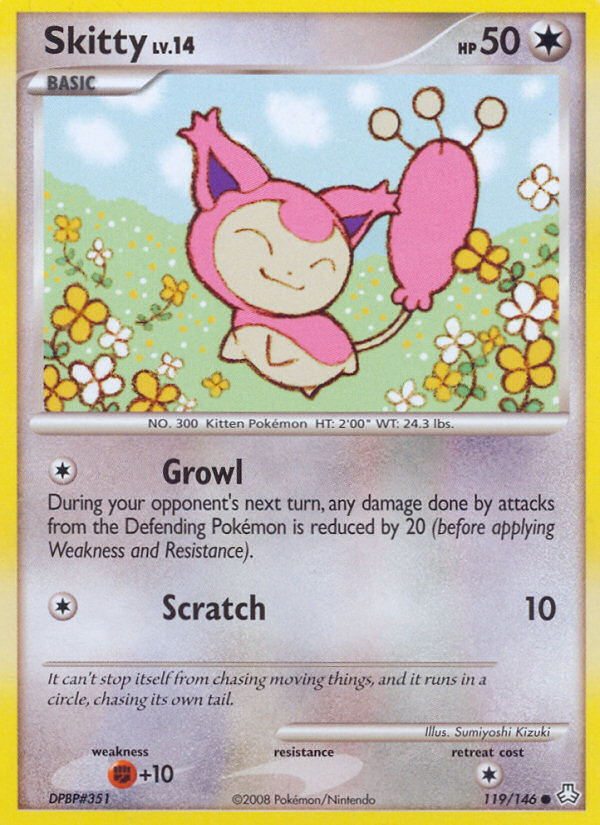 Skitty LV.14 HP 50
BASIC
NO. 300 Kitten Pokémon HT: 2'00" WT: 24.3 lbs.
Growl
During your opponent's next turn, any damage done by attacks
from the Defending Pokémon is reduced by 20 (before applying
Weakness and Resistance).
Scratch 10
It can't stop itself from chasing moving things, and it runs in a
circle, chasing its own tail.
Illus. Sumiyoshi Kizuki
weakness resistance retreat cost
+10
DPBP#351 ©2008 Pokémon/Nintendo 119/146